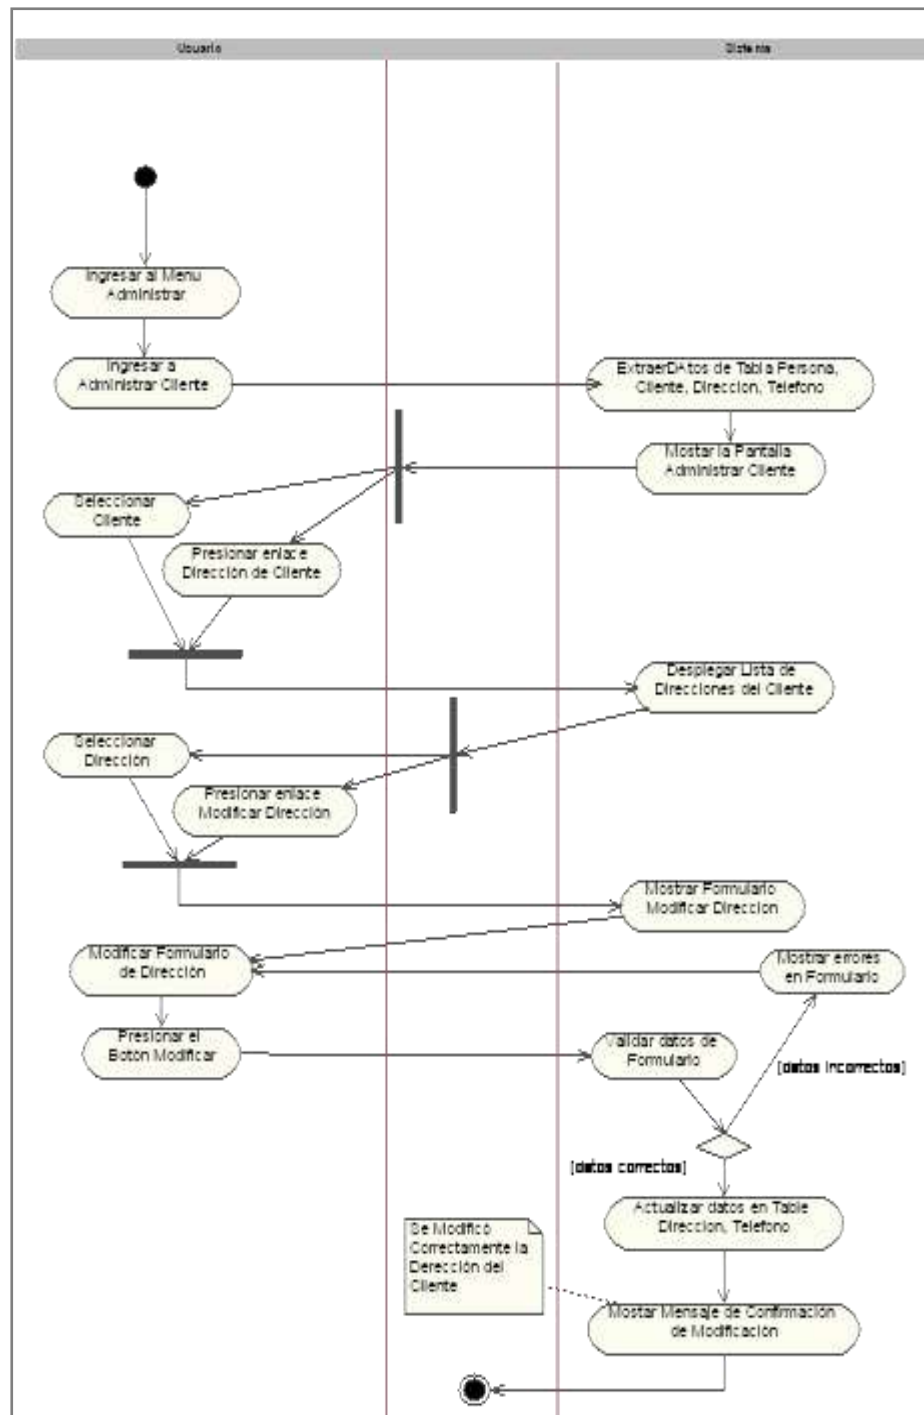 Usuario
Sistema
Ingresar al Menu
Administrar
Ingresar a
Administrar Cliente
ExtraerDAtos de Tabla Persona,
Cliente, Direccion, Telefono
Mostar la Pantalla
Administrar Cliente
Seleccionar
Cliente
Presionar enlace
Dirección de Cliente
Desplegar Lista de
Direcciones del Cliente
Seleccionar
Dirección
Presionar enlace
Modificar Dirección
Mostrar Formulario
Modificar Direccion
Modificar Formulario
de Dirección
Mostrar errores
en Formulario
Presionar el
Botón Modificar
Validar datos de
Formulario
[datos incorrectos]
[datos correctos]
Actualizar datos en Table
Direccion, Telefono
Se Modificó
Correctamente la
Derección del
Cliente
Mostar Mensaje de Confirmación
de Modificación